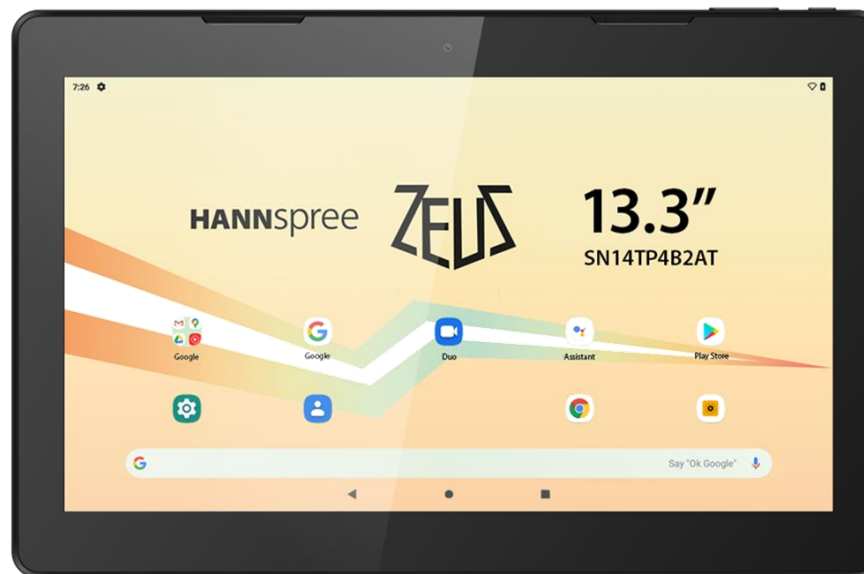 7:26
HANNspree ZEUS 13.3”
SN14TP4B2AT
Google Google Duo Assistant Play Store
Say "Ok Google"